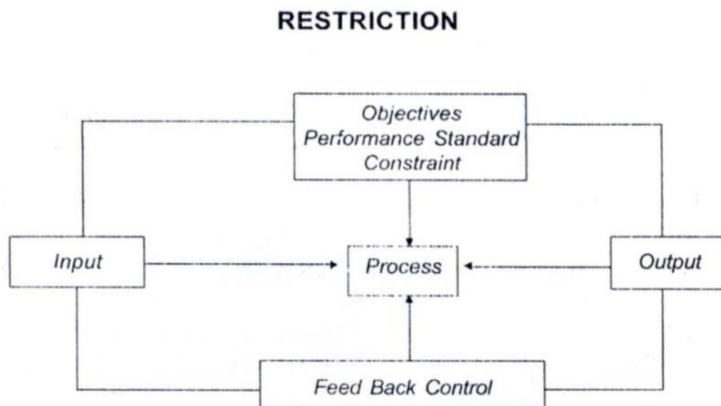 RESTRICTION
Objectives
Performance Standard
Constraint
Input
Process
Output
Feed Back Control